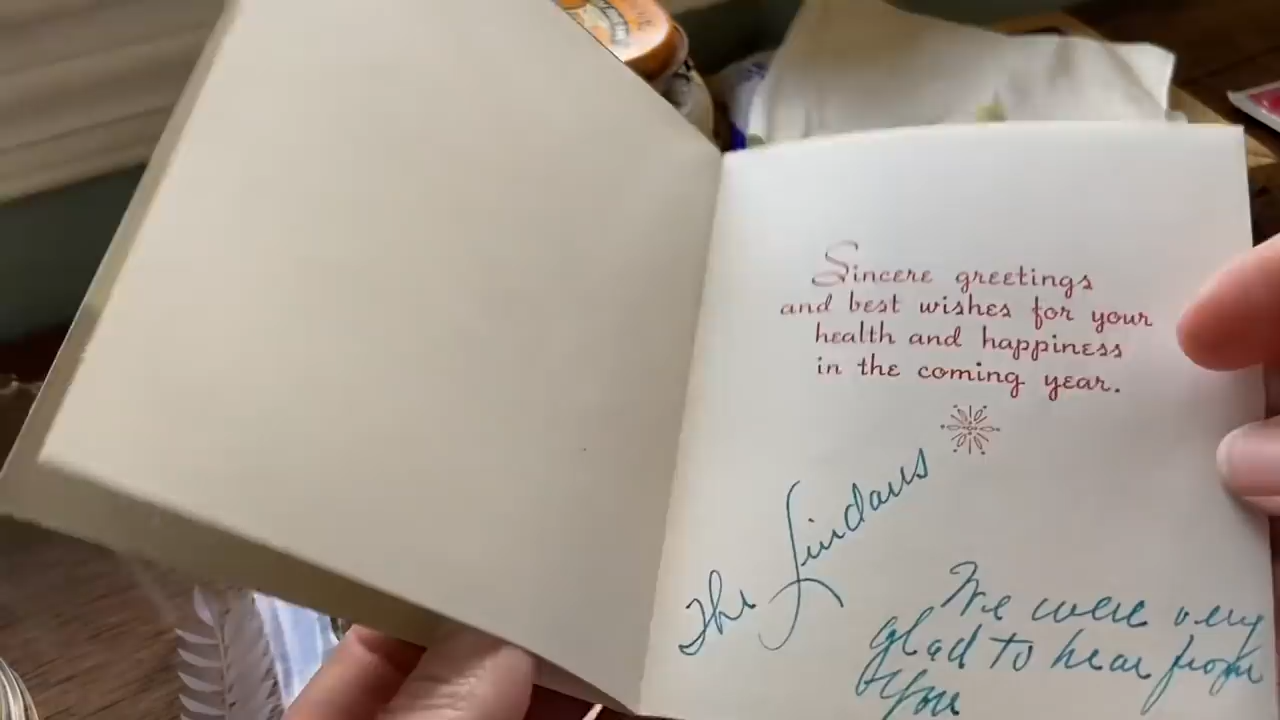 Sincere greetings
and best wishes for your
health and happiness
in the coming year.
The Lindaus
We were very
glad to hear from
you